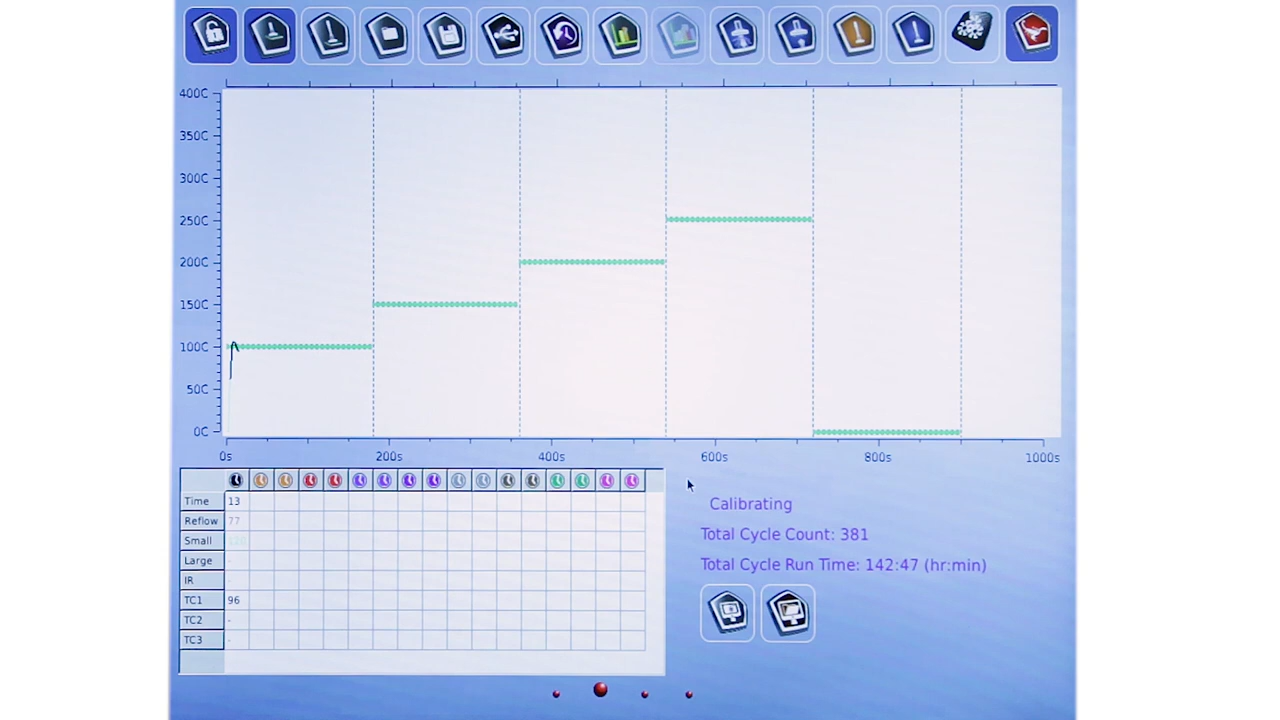 400C
350C
300C
250C
200C
150C
100C
50C
0C
0s 200s 400s 600s 800s 1000s
Time 13
Reflow 77
Small
Large -
IR -
TC1 96
TC2 -
TC3 -
Calibrating
Total Cycle Count: 381
Total Cycle Run Time: 142:47 (hr:min)